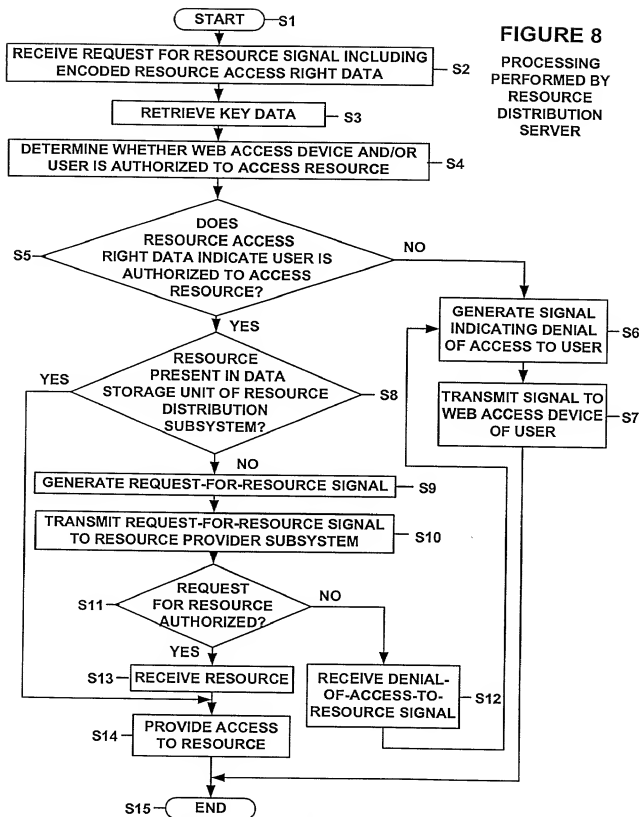 START
S1
FIGURE 8
PROCESSING
PERFORMED BY
RESOURCE
DISTRIBUTION
SERVER
RECEIVE REQUEST FOR RESOURCE SIGNAL INCLUDING
ENCODED RESOURCE ACCESS RIGHT DATA
S2
RETRIEVE KEY DATA
S3
DETERMINE WHETHER WEB ACCESS DEVICE AND/OR
USER IS AUTHORIZED TO ACCESS RESOURCE
S4
DOES
RESOURCE ACCESS
RIGHT DATA INDICATE USER IS
AUTHORIZED TO ACCESS
RESOURCE?
S5
NO
YES
GENERATE SIGNAL
INDICATING DENIAL
OF ACCESS TO USER
S6
TRANSMIT SIGNAL TO
WEB ACCESS DEVICE
OF USER
S7
RESOURCE
PRESENT IN DATA
STORAGE UNIT OF RESOURCE
DISTRIBUTION
SUBSYSTEM?
S8
YES
NO
GENERATE REQUEST-FOR-RESOURCE SIGNAL
S9
TRANSMIT REQUEST-FOR-RESOURCE SIGNAL
TO RESOURCE PROVIDER SUBSYSTEM
S10
REQUEST
FOR RESOURCE
AUTHORIZED?
S11
NO
YES
RECEIVE DENIAL-
OF-ACCESS-TO-
RESOURCE SIGNAL
S12
S13
RECEIVE RESOURCE
S14
PROVIDE ACCESS
TO RESOURCE
S15
END